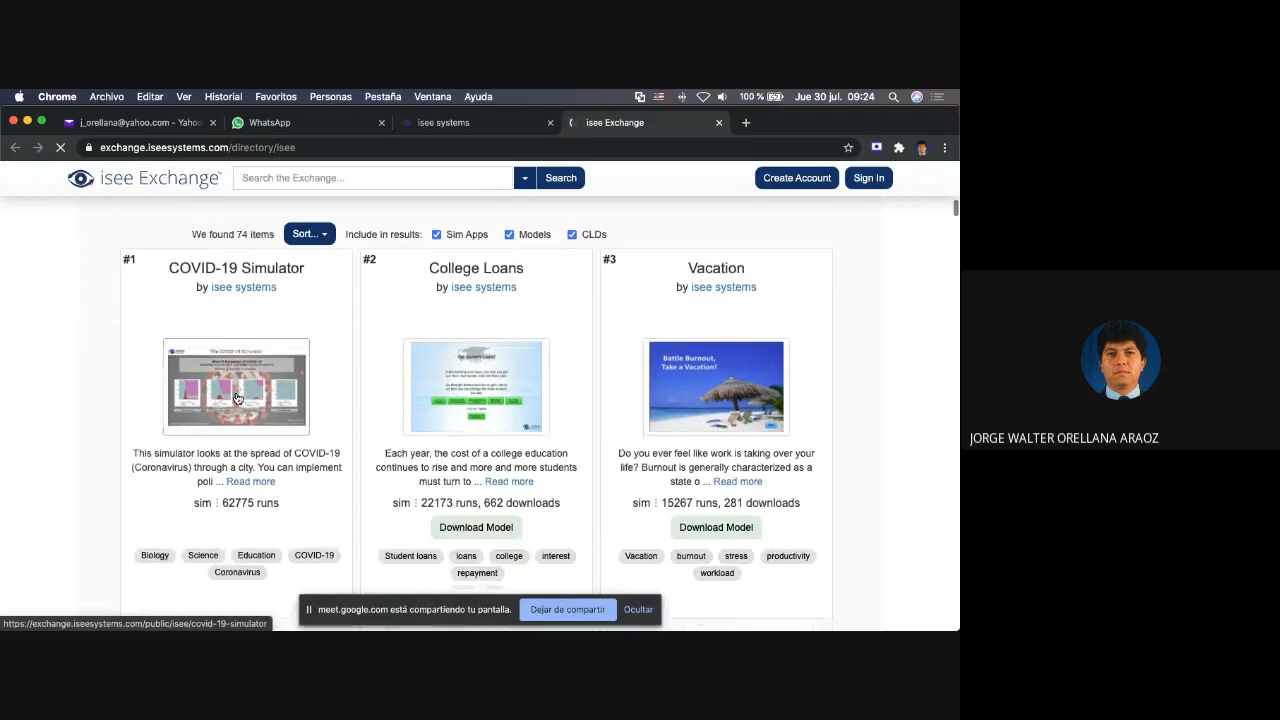 Chrome Archivo Editar Ver Historial Favoritos Personas Pestaña Ventana Ayuda 100 % Jue 30 jul. 09:24
j_orellana@yahoo.com - Yahoo WhatsApp isee systems isee Exchange
exchange.iseesystems.com/directory/isee
isee Exchange™ Search the Exchange... Search Create Account Sign In
We found 74 items Sort... Include in results: Sim Apps Models CLDs
#1 #2 #3
COVID-19 Simulator College Loans Vacation
by isee systems by isee systems by isee systems
The COVID-19 Simulator
Battle Burnout,
Take a Vacation!
This simulator looks at the spread of COVID-19 Each year, the cost of a college education Do you ever feel like work is taking over your
(Coronavirus) through a city. You can implement continues to rise and more and more students life? Burnout is generally characterized as a
poli ... Read more must turn to ... Read more state o ... Read more
sim ⋮ 62775 runs sim ⋮ 22173 runs, 662 downloads sim ⋮ 15267 runs, 281 downloads
Download Model Download Model
Biology Science Education COVID-19 Student loans loans college interest Vacation burnout stress productivity
Coronavirus repayment workload
meet.google.com está compartiendo tu pantalla. Dejar de compartir Ocultar
https://exchange.iseesystems.com/public/isee/covid-19-simulator
JORGE WALTER ORELLANA ARAOZ